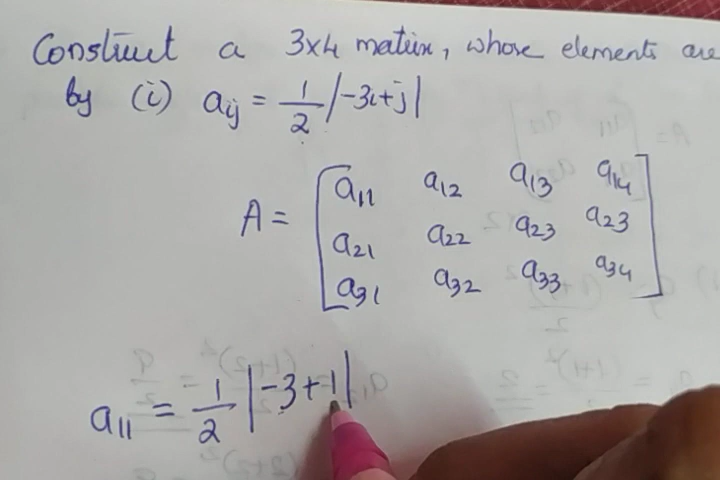 Construct a 3x4 matrix, whose elements are
by (i) aij = 1/2 |-3i+j|
A = [ a11 a12 a13 a14
a21 a22 a23 a23
a31 a32 a33 a34 ]
a11 = 1/2 |-3+1|